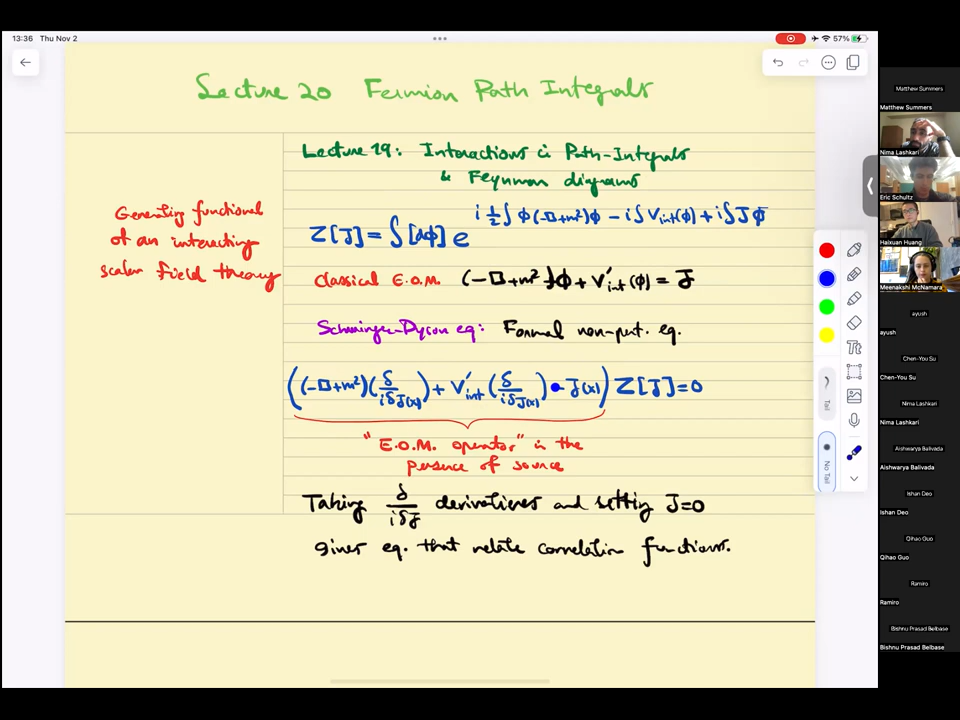 13:36 Thu Nov 2
57%
Lecture 20 Fermion Path Integrals
Lecture 19: Interactions in Path-Integrals
& Feynman diagrams
Generating functional
of an interacting
scalar field theory
Z[J] = ∫[dϕ] e^{i ½∫ϕ(-□+m²)ϕ - i∫V_int(ϕ) + i∫Jϕ}
Classical E.O.M. (-□+m²)ϕ + V'_int(ϕ) = J
Schwinger-Dyson eq: Formal non-pert. eq.
((-□+m²)(δ/iδJ(x)) + V'_int(δ/iδJ(x)) - J(x)) Z[J] = 0
"E.O.M. operator" in the
presence of source
Taking δ/iδJ derivatives and setting J=0
gives eq. that relate correlation functions.
Tt
Tail
No Tail
Matthew Summers
Matthew Summers
Nima Lashkari
Eric Schultz
Haixuan Huang
Meenakshi McNamara
ayush
ayush
Chen-You Su
Chen-You Su
Nima Lashkari
Nima Lashkari
Aishwarya Balivada
Aishwarya Balivada
Ishan Deo
Ishan Deo
Qihao Guo
Qihao Guo
Ramiro
Ramiro
Bishnu Prasad Belbase
Bishnu Prasad Belbase